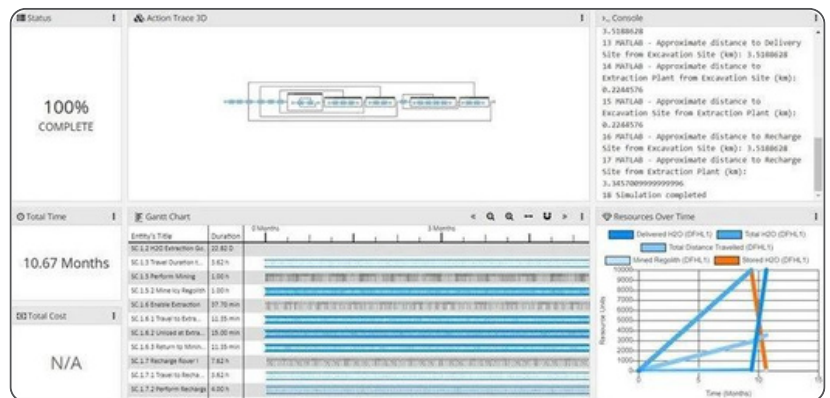 Status
Action Trace 3D
Console
100%
COMPLETE
3.5188628
13 MATLAB - Approximate distance to Delivery
Site from Excavation Site (km): 3.5188628
14 MATLAB - Approximate distance to
Extraction Plant from Excavation Site (km):
0.2244576
15 MATLAB - Approximate distance to
Excavation Site from Extraction Plant (km):
0.2244576
16 MATLAB - Approximate distance to Recharge
Site from Excavation Site (km): 3.5188628
17 MATLAB - Approximate distance to Recharge
Site from Extraction Plant (km):
3.3457009999999996
18 Simulation completed
Total Time
10.67 Months
Total Cost
N/A
Gantt Chart
0 Months
3 Months
Entity's Title Duration
SC.1.2 H2O Extraction Go... 22.82 D
SC.1.3 Travel Duration t... 3.62 h
SC.1.5 Perform Mining 1.00 h
SC.1.5.2 Mine Icy Regolith 1.00 h
SC.1.6 Enable Extraction 37.70 min
SC.1.6.1 Travel to Extra... 11.35 min
SC.1.6.2 Unload at Extra... 15.00 min
SC.1.6.3 Return to Minin... 11.35 min
SC.1.7 Recharge Rover I 7.62 h
SC.1.7.1 Travel to Recha... 3.62 h
SC.1.7.2 Perform Recharge 4.00 h
Resources Over Time
Delivered H2O (DFHL1) Total H2O (DFHL1)
Total Distance Travelled (DFHL1)
Mined Regolith (DFHL1) Stored H2O (DFHL1)
Resource Units
10000
9000
8000
7000
6000
5000
4000
3000
2000
1000
0
0 5 10 15
Time (Months)